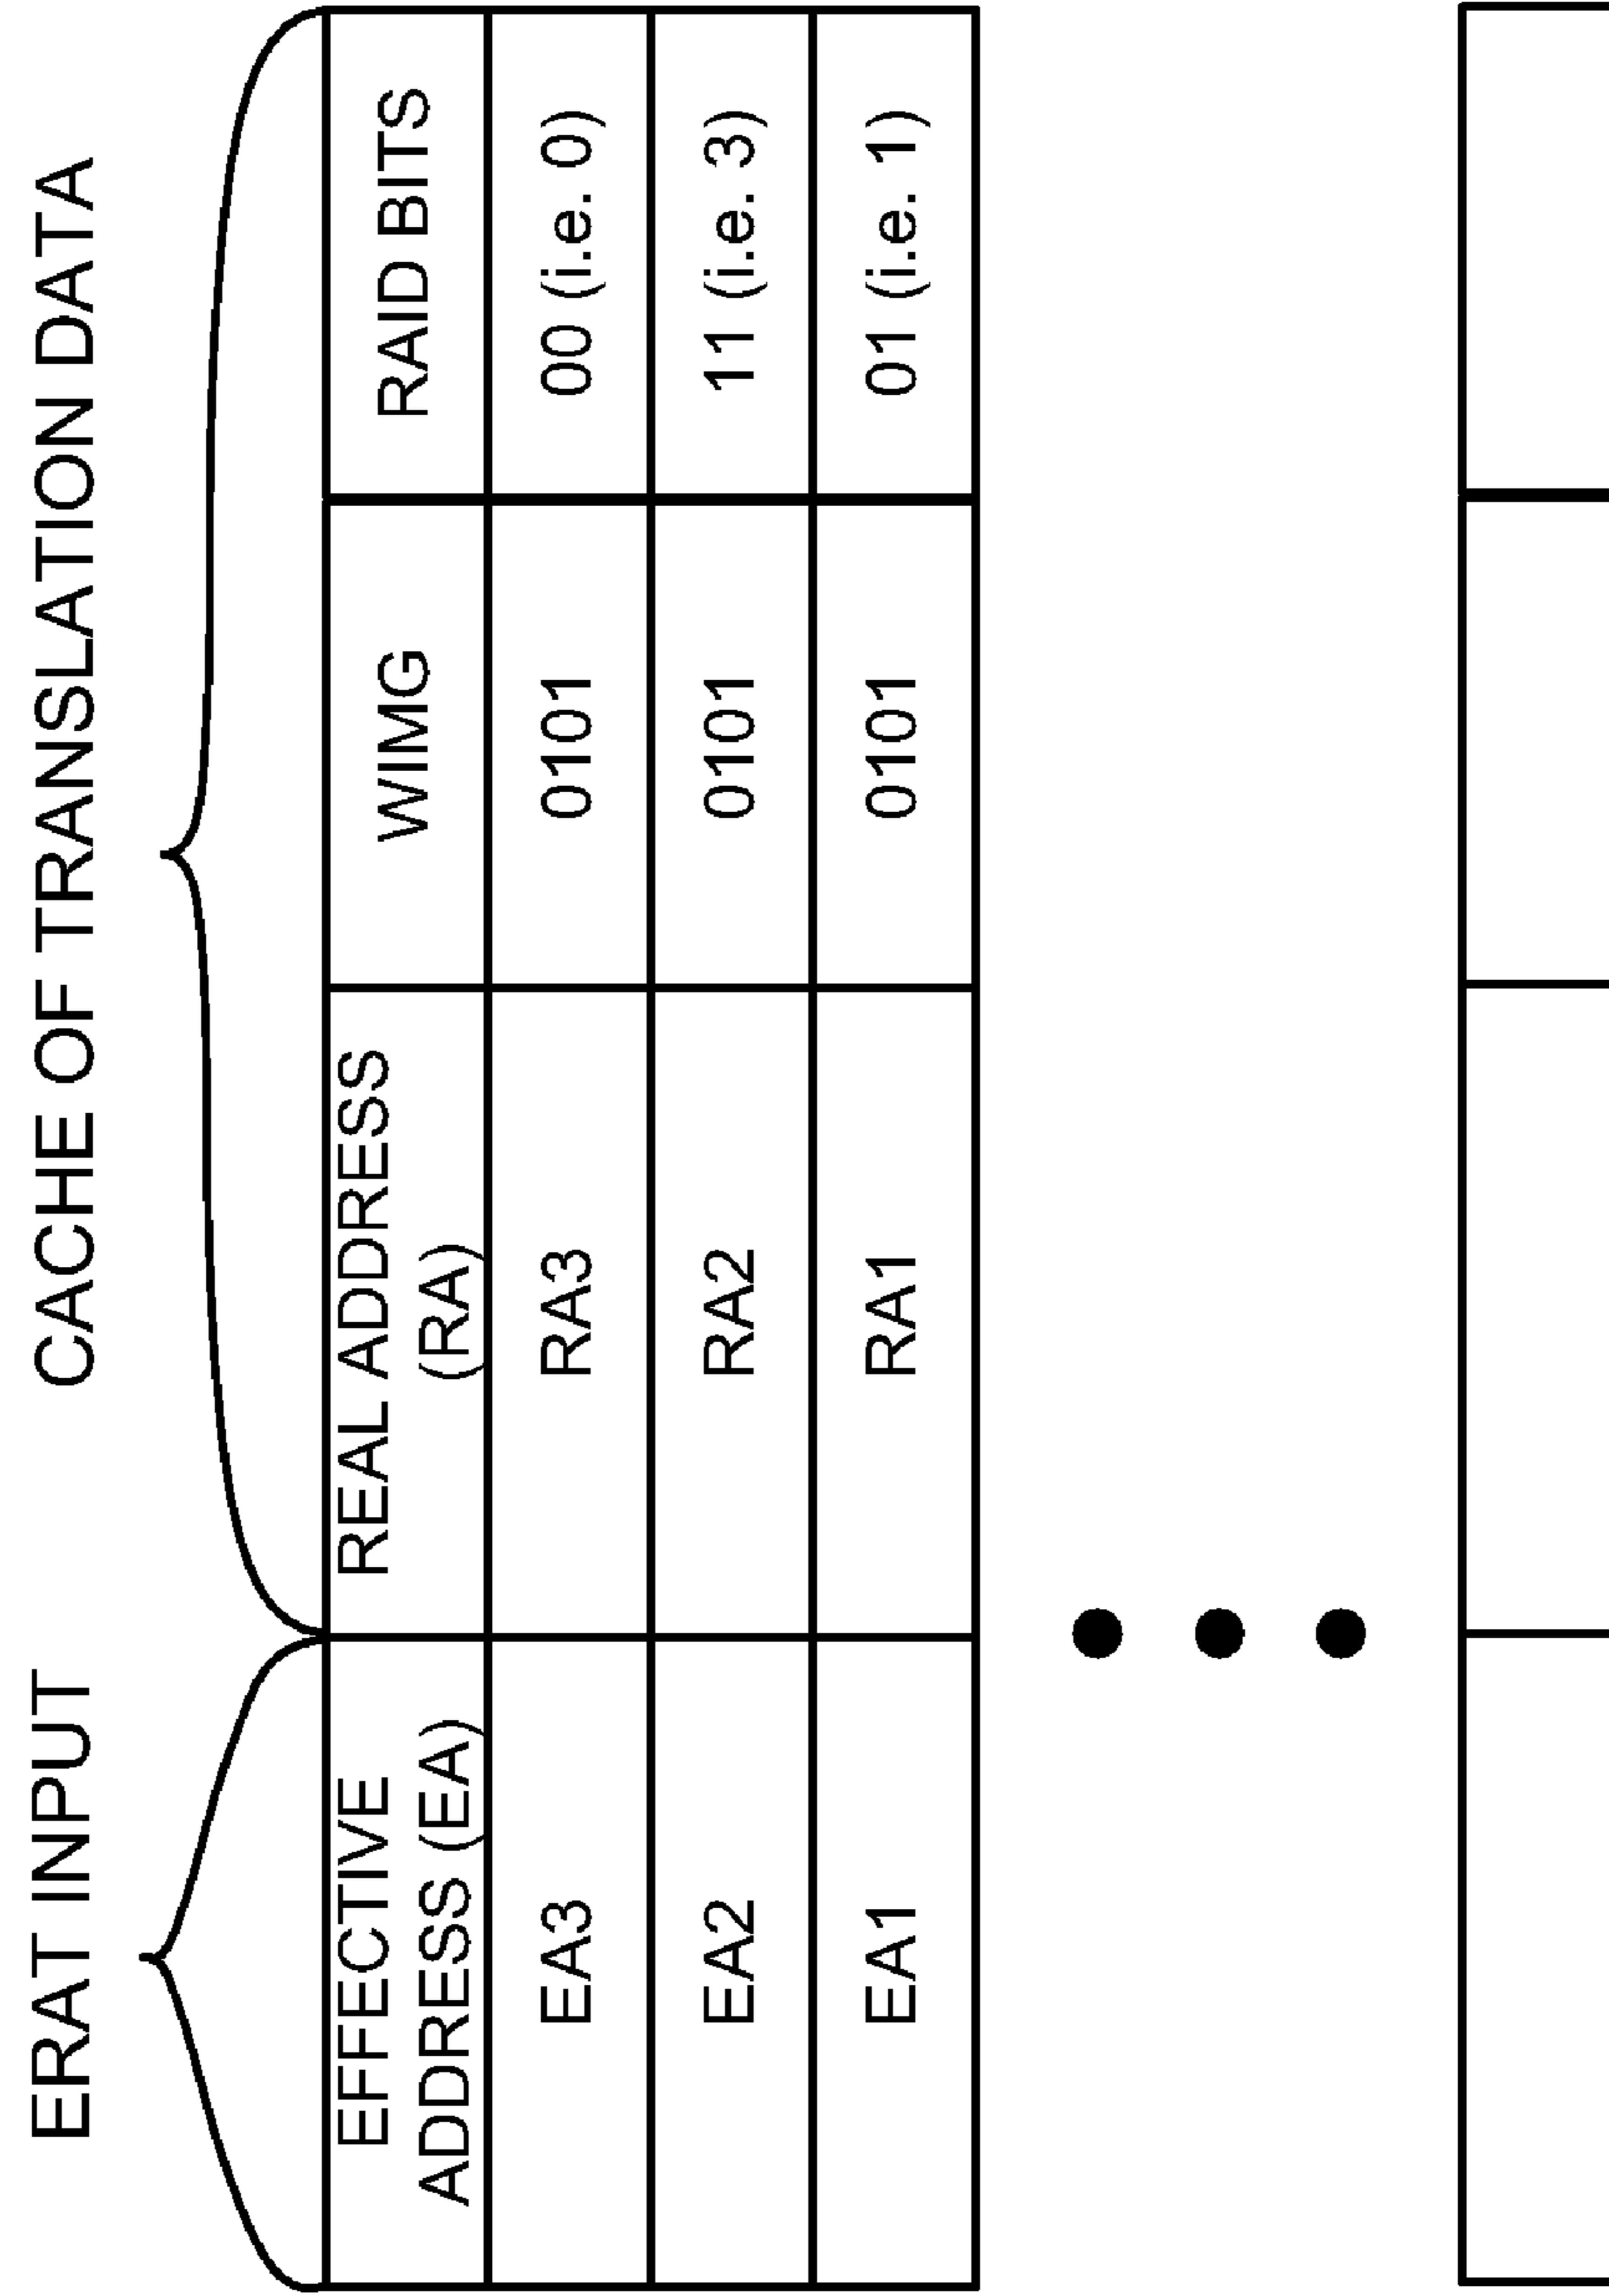 ERAT INPUT
CACHE OF TRANSLATION DATA
EFFECTIVE
ADDRESS (EA)
REAL ADDRESS
(RA)
WIMG
RAID BITS
EA3
RA3
0101
00 (i.e. 0)
EA2
RA2
0101
11 (i.e. 3)
EA1
RA1
0101
01 (i.e. 1)